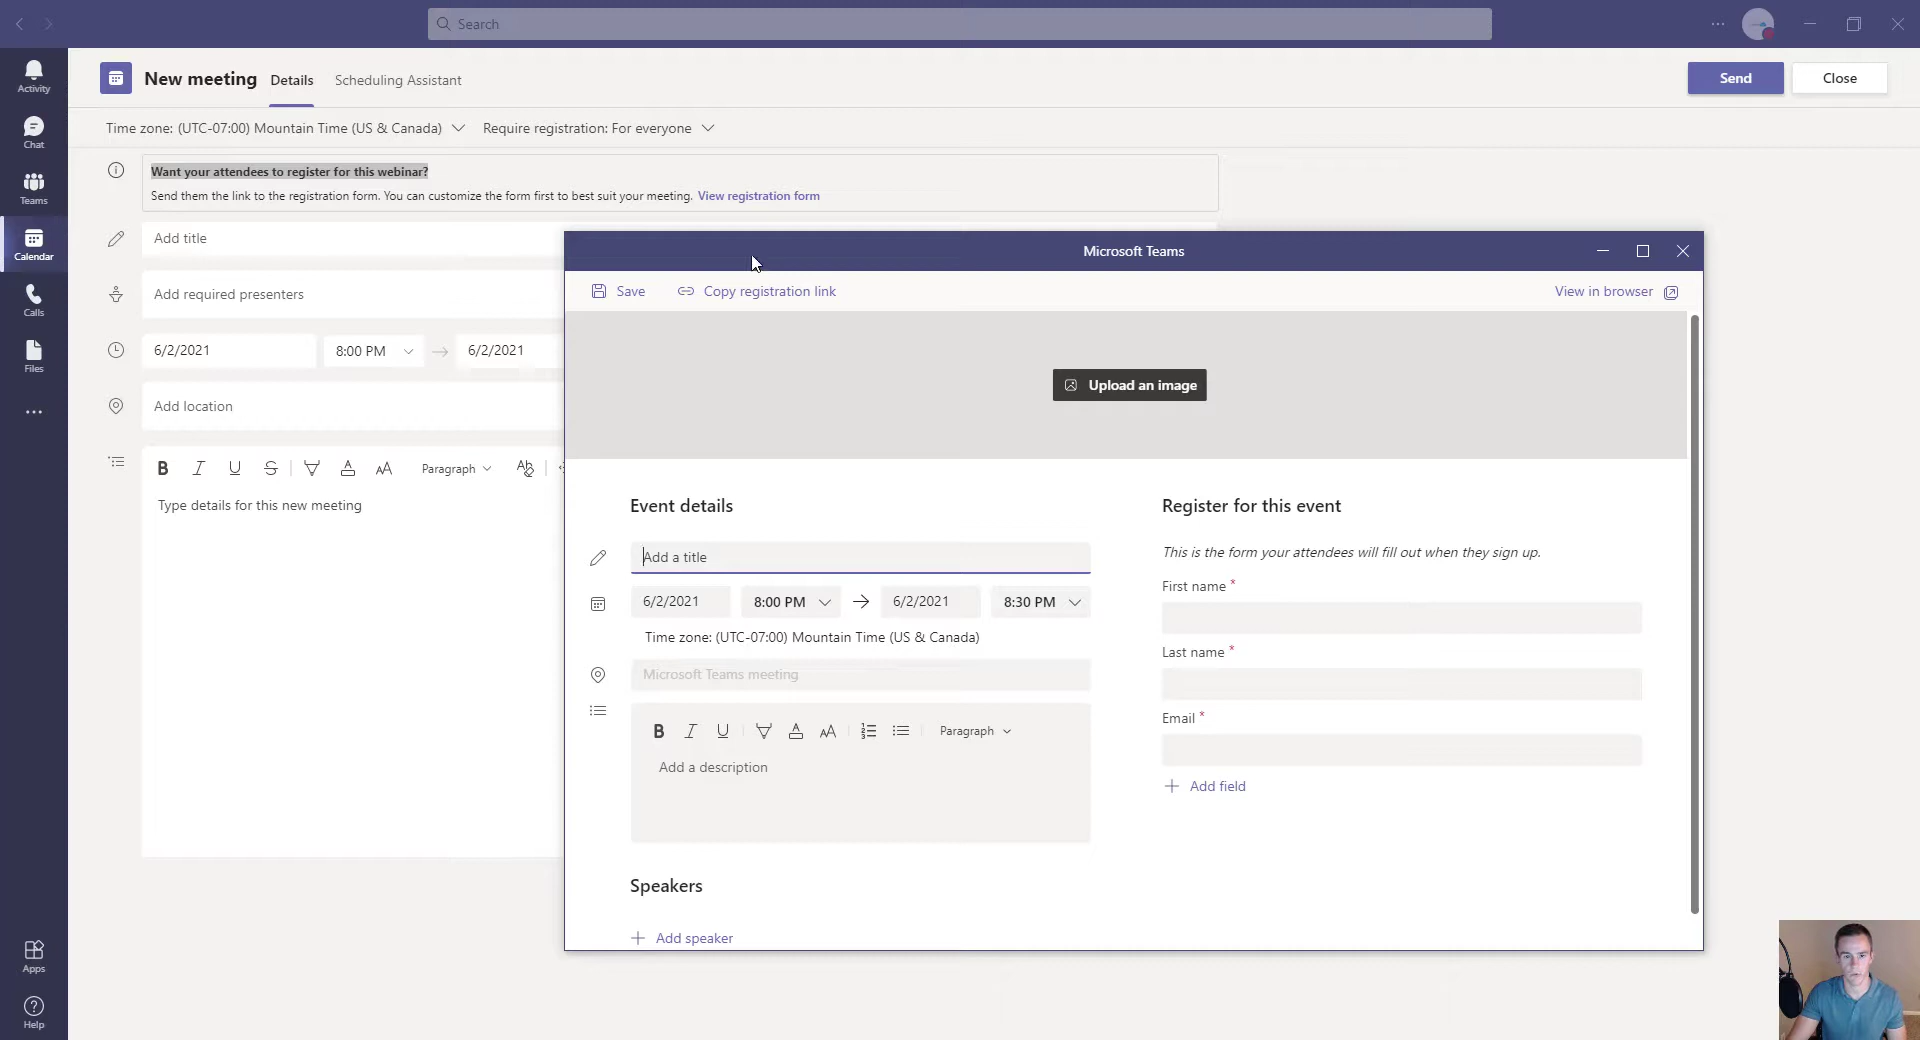 Search
New meeting Details Scheduling Assistant Send Close
Time zone: (UTC-07:00) Mountain Time (US & Canada) Require registration: For everyone
Want your attendees to register for this webinar?
Send them the link to the registration form. You can customize the form first to best suit your meeting. View registration form
Activity
Chat
Teams
Calendar
Calls
Files
Apps
Help
Add title
Add required presenters
6/2/2021 8:00 PM 6/2/2021
Add location
B I U S A AA Paragraph
Type details for this new meeting
Microsoft Teams
Save Copy registration link View in browser
Upload an image
Event details
Add a title
6/2/2021 8:00 PM 6/2/2021 8:30 PM
Time zone: (UTC-07:00) Mountain Time (US & Canada)
Microsoft Teams meeting
B I U A AA Paragraph
Add a description
Speakers
Add speaker
Register for this event
This is the form your attendees will fill out when they sign up.
First name *
Last name *
Email *
Add field